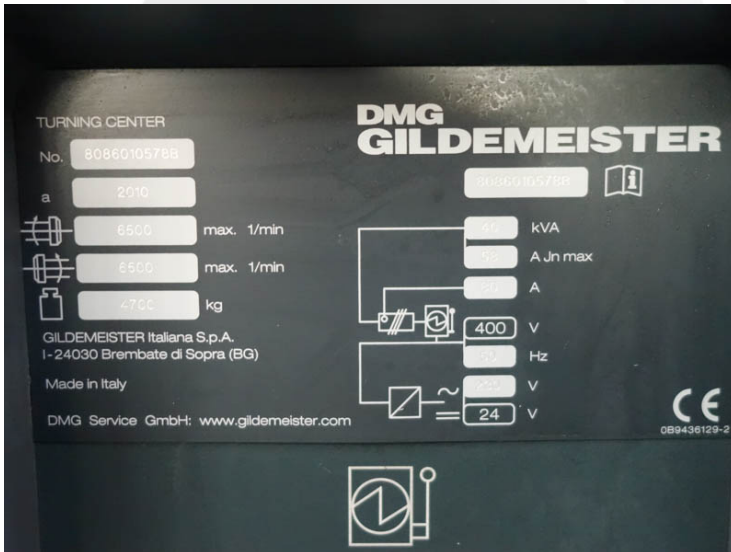 TURNING CENTER
No. 8086010578B
a 2010
6500 max. 1/min
6500 max. 1/min
4700 kg
GILDEMEISTER Italiana S.p.A.
I-24030 Brembate di Sopra (BG)
Made in Italy
DMG Service GmbH: www.gildemeister.com
DMG
GILDEMEISTER
8086010578B
i
kVA
A Jn max
A
400 V
Hz
V
24 V
CE
0B9436129-2